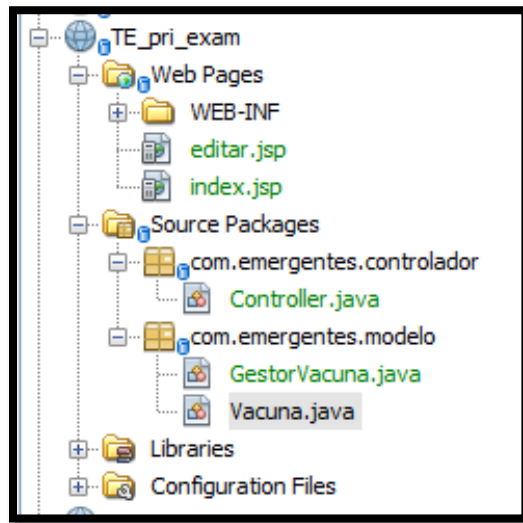 TE_pri_exam
Web Pages
WEB-INF
editar.jsp
index.jsp
Source Packages
com.emergentes.controlador
Controller.java
com.emergentes.modelo
GestorVacuna.java
Vacuna.java
Libraries
Configuration Files